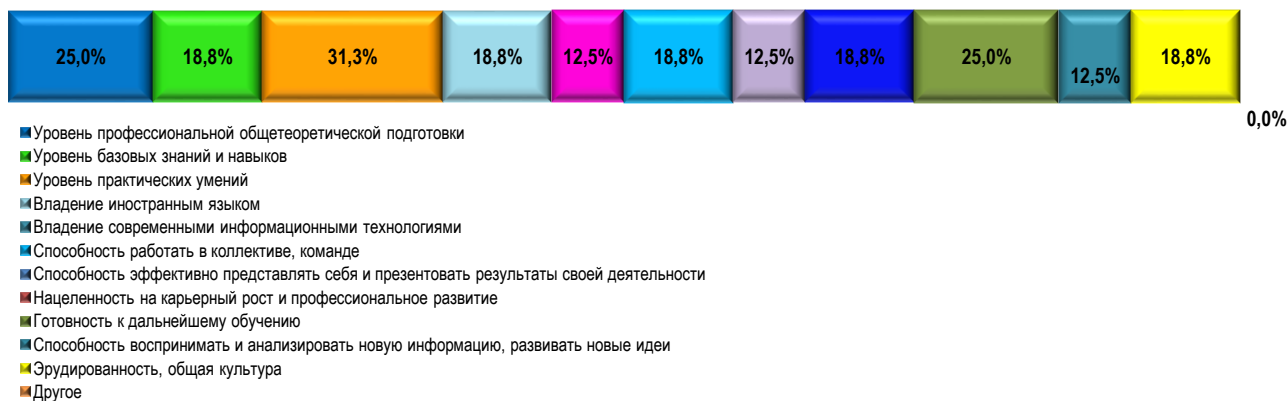 25,0% 18,8% 31,3% 18,8% 12,5% 18,8% 12,5% 18,8% 25,0% 12,5% 18,8%
0,0%
Уровень профессиональной общетеоретической подготовки
Уровень базовых знаний и навыков
Уровень практических умений
Владение иностранным языком
Владение современными информационными технологиями
Способность работать в коллективе, команде
Способность эффективно представлять себя и презентовать результаты своей деятельности
Нацеленность на карьерный рост и профессиональное развитие
Готовность к дальнейшему обучению
Способность воспринимать и анализировать новую информацию, развивать новые идеи
Эрудированность, общая культура
Другое